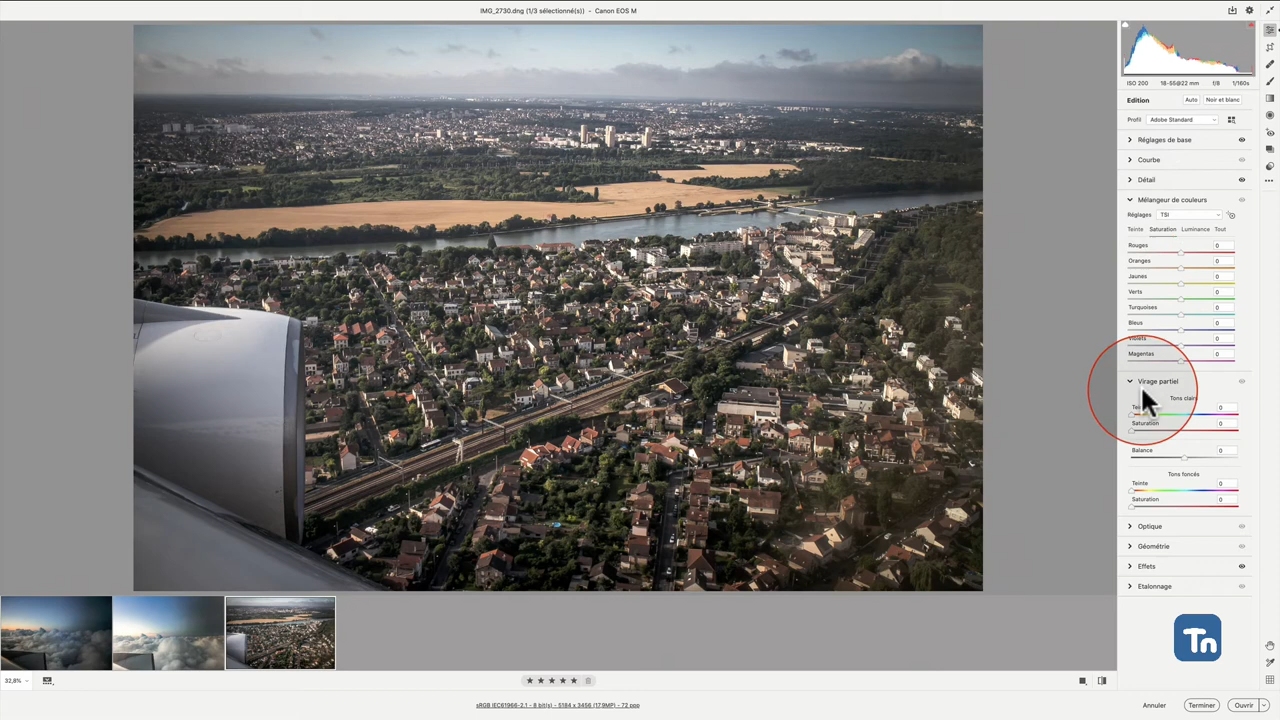 IMG_2730.dng (1/3 sélectionné(s)) - Canon EOS M
ISO 200 18-55@22 mm f/8 1/160s
Edition Auto Noir et blanc
Profil Adobe Standard
Réglages de base
Courbe
Détail
Mélangeur de couleurs
Réglages TSI
Teinte Saturation Luminance Tout
Rouges 0
Oranges 0
Jaunes 0
Verts 0
Turquoises 0
Bleus 0
Violets 0
Magentas 0
Virage partiel
Tons clairs
0
Saturation 0
Balance 0
Tons foncés
Teinte 0
Saturation 0
Optique
Géométrie
Effets
Etalonnage
Tn
32,8%
sRGB IEC61966-2.1 - 8 bit(s) - 5184 x 3456 (17,9MP) - 72 ppp
Annuler Terminer Ouvrir